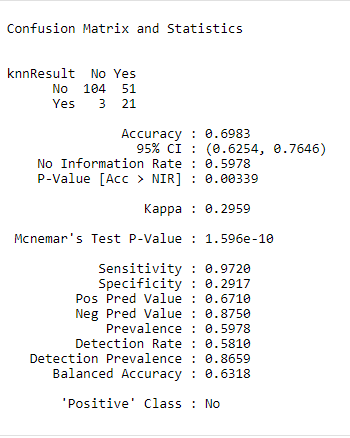 Confusion Matrix and Statistics
knnResult No Yes
No 104 51
Yes 3 21
Accuracy : 0.6983
95% CI : (0.6254, 0.7646)
No Information Rate : 0.5978
P-Value [Acc > NIR] : 0.00339
Kappa : 0.2959
Mcnemar's Test P-Value : 1.596e-10
Sensitivity : 0.9720
Specificity : 0.2917
Pos Pred Value : 0.6710
Neg Pred Value : 0.8750
Prevalence : 0.5978
Detection Rate : 0.5810
Detection Prevalence : 0.8659
Balanced Accuracy : 0.6318
'Positive' Class : No